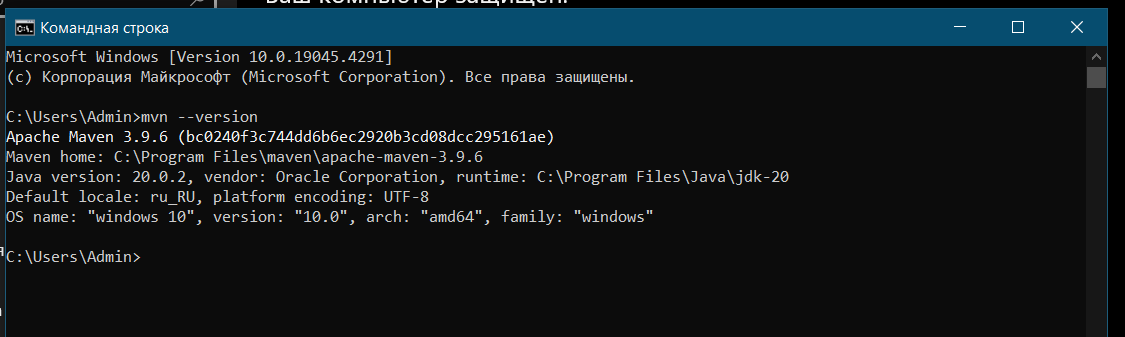 Ваш компьютер защищен.
Командная строка
Microsoft Windows [Version 10.0.19045.4291]
(c) Корпорация Майкрософт (Microsoft Corporation). Все права защищены.
C:\Users\Admin>mvn --version
Apache Maven 3.9.6 (bc0240f3c744dd6b6ec2920b3cd08dcc295161ae)
Maven home: C:\Program Files\maven\apache-maven-3.9.6
Java version: 20.0.2, vendor: Oracle Corporation, runtime: C:\Program Files\Java\jdk-20
Default locale: ru_RU, platform encoding: UTF-8
OS name: "windows 10", version: "10.0", arch: "amd64", family: "windows"
C:\Users\Admin>